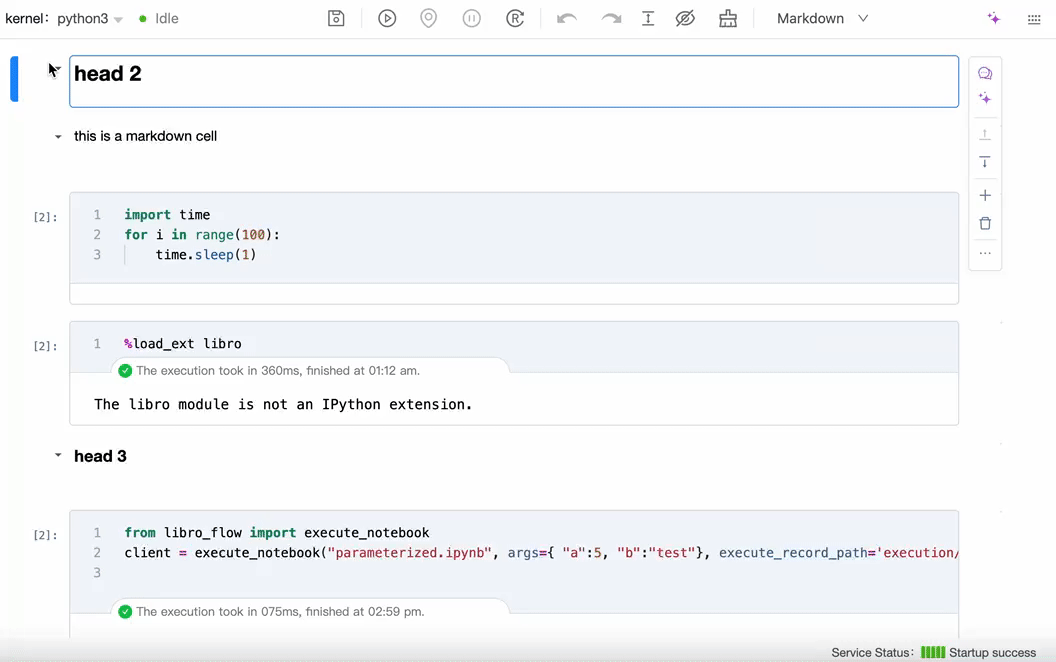 kernel: python3 Idle Markdown
head 2
this is a markdown cell
[2]:
1 import time
2 for i in range(100):
3 time.sleep(1)
[2]:
1 %load_ext libro
The execution took in 360ms, finished at 01:12 am.
The libro module is not an IPython extension.
head 3
[2]:
1 from libro_flow import execute_notebook
2 client = execute_notebook("parameterized.ipynb", args={ "a":5, "b":"test"}, execute_record_path='execution/
3
The execution took in 075ms, finished at 02:59 pm.
Service Status: Startup success